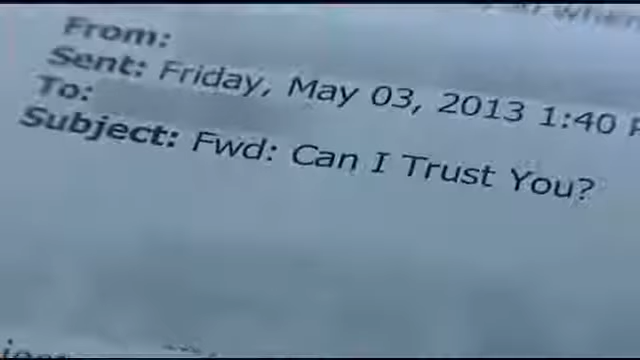 From:
Sent: Friday, May 03, 2013 1:40
To:
Subject: Fwd: Can I Trust You?